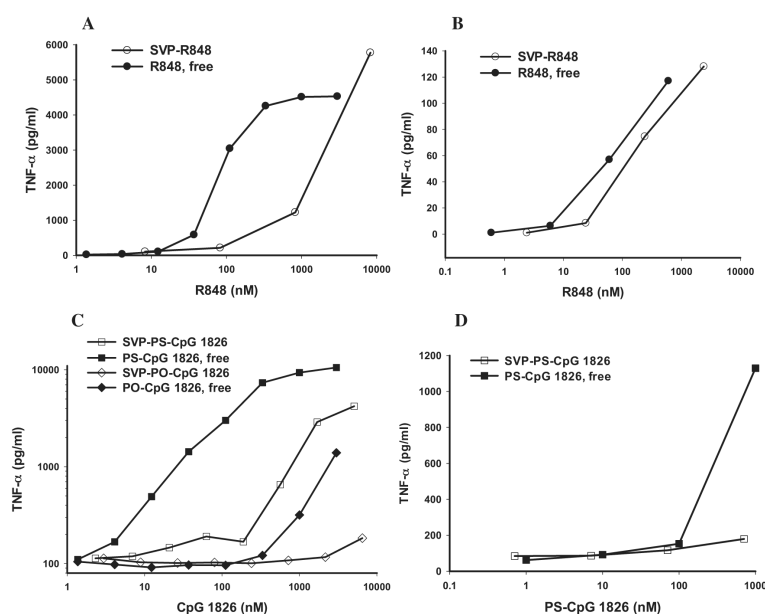 A
SVP-R848
R848, free
TNF-α (pg/ml)
6000
5000
4000
3000
2000
1000
0
1
10
100
1000
10000
R848 (nM)
B
SVP-R848
R848, free
TNF-α (pg/ml)
140
120
100
80
60
40
20
0
0.1
1
10
100
1000
10000
R848 (nM)
C
SVP-PS-CpG 1826
PS-CpG 1826, free
SVP-PO-CpG 1826
PO-CpG 1826, free
TNF-α (pg/ml)
10000
1000
100
1
10
100
1000
10000
CpG 1826 (nM)
D
SVP-PS-CpG 1826
PS-CpG 1826, free
TNF-α (pg/ml)
1200
1000
800
600
400
200
0
0.1
1
10
100
1000
PS-CpG 1826 (nM)